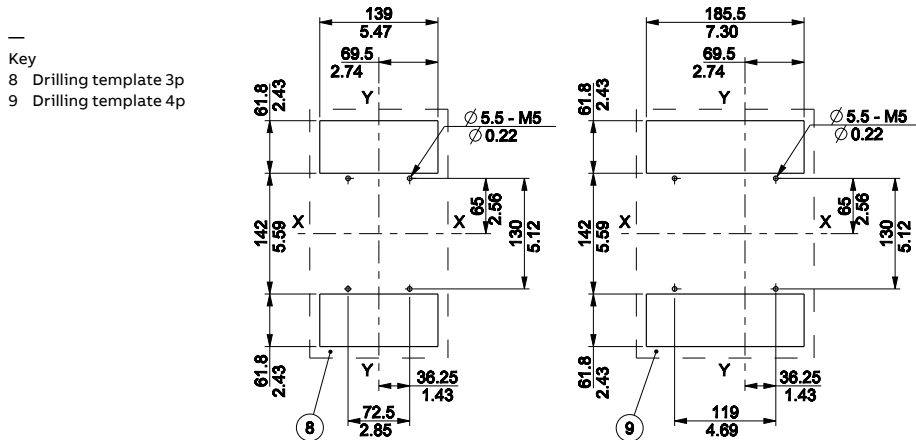 —
Key
8 Drilling template 3p
9 Drilling template 4p
139
5.47
69.5
2.74
61.8
2.43
Y
Ø 5.5 - M5
Ø 0.22
142
5.59
X
X
65
2.56
130
5.12
61.8
2.43
Y
36.25
1.43
72.5
2.85
8
185.5
7.30
69.5
2.74
61.8
2.43
Y
Ø 5.5 - M5
Ø 0.22
142
5.59
X
X
65
2.56
130
5.12
61.8
2.43
Y
36.25
1.43
119
4.69
9